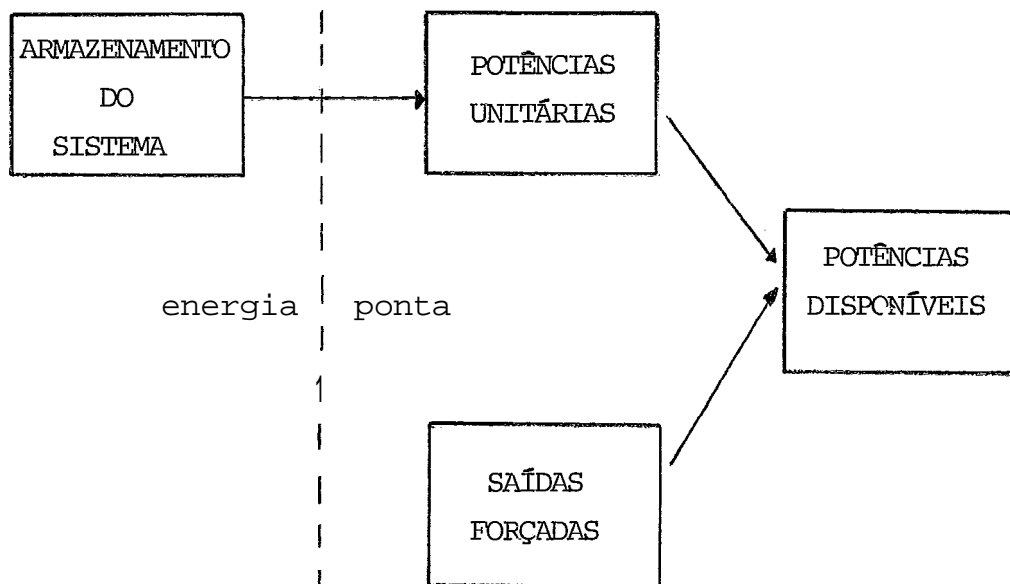 ARMAZENAMENTO
DO
SISTEMA
POTÊNCIAS
UNITÁRIAS
POTÊNCIAS
DISPONÍVEIS
energia
ponta
SAÍDAS
FORÇADAS